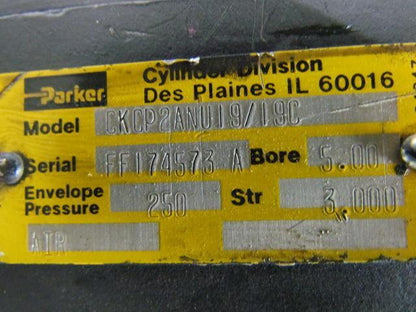 Parker
Cylinder Division
Des Plaines IL 60016
Model CKCP2ANU19/19C
Serial FF174573 A Bore 5.00
Envelope Pressure 250 Str 3.000
AIR